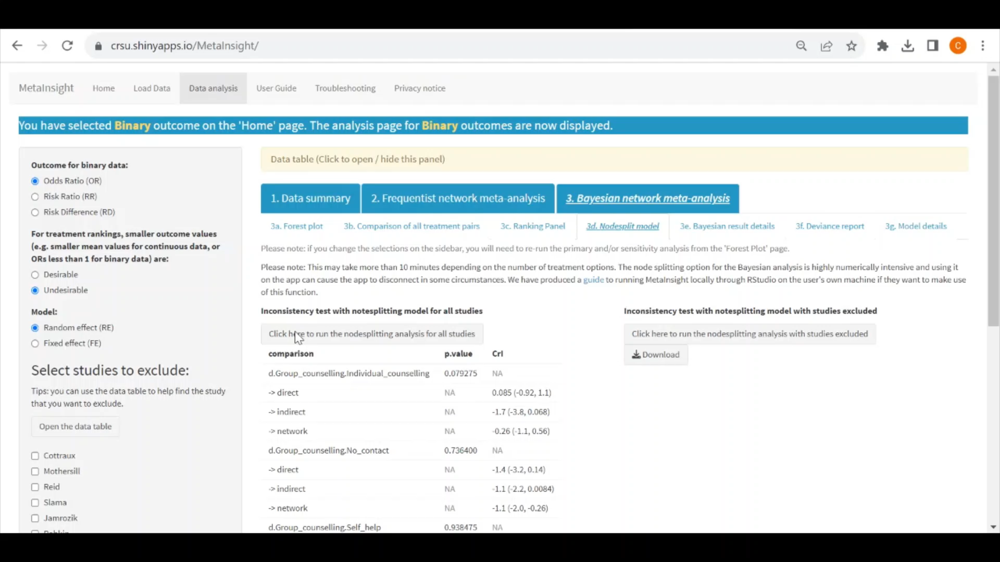 crsu.shinyapps.io/MetaInsight/
C
MetaInsight Home Load Data Data analysis User Guide Troubleshooting Privacy notice
You have selected Binary outcome on the 'Home' page. The analysis page for Binary outcomes are now displayed.
Outcome for binary data:
Odds Ratio (OR)
Risk Ratio (RR)
Risk Difference (RD)
For treatment rankings, smaller outcome values
(e.g. smaller mean values for continuous data, or
ORs less than 1 for binary data) are:
Desirable
Undesirable
Model:
Random effect (RE)
Fixed effect (FE)
Select studies to exclude:
Tips: you can use the data table to help find the study
that you want to exclude.
Open the data table
Cottraux
Mothersill
Reid
Slama
Jamrozik
Data table (Click to open / hide this panel)
1. Data summary 2. Frequentist network meta-analysis 3. Bayesian network meta-analysis
3a. Forest plot 3b. Comparison of all treatment pairs 3c. Ranking Panel 3d. Nodesplit model 3e. Bayesian result details 3f. Deviance report 3g. Model details
Please note: if you change the selections on the sidebar, you will need to re-run the primary and/or sensitivity analysis from the 'Forest Plot' page.
Please note: This may take more than 10 minutes depending on the number of treatment options. The node splitting option for the Bayesian analysis is highly numerically intensive and using it
on the app can cause the app to disconnect in some circumstances. We have produced a guide to running MetaInsight locally through RStudio on the user's own machine if they want to make use
of this function.
Inconsistency test with notesplitting model for all studies
Click here to run the nodesplitting analysis for all studies
comparison p.value CrI
d.Group_counselling.Individual_counselling 0.079275 NA
-> direct NA 0.085 (-0.92, 1.1)
-> indirect NA -1.7 (-3.8, 0.068)
-> network NA -0.26 (-1.1, 0.56)
d.Group_counselling.No_contact 0.736400 NA
-> direct NA -1.4 (-3.2, 0.14)
-> indirect NA -1.1 (-2.2, 0.0084)
-> network NA -1.1 (-2.0, -0.26)
d.Group_counselling.Self_help 0.938475 NA
Inconsistency test with notesplitting model with studies excluded
Click here to run the nodesplitting analysis with studies excluded
Download